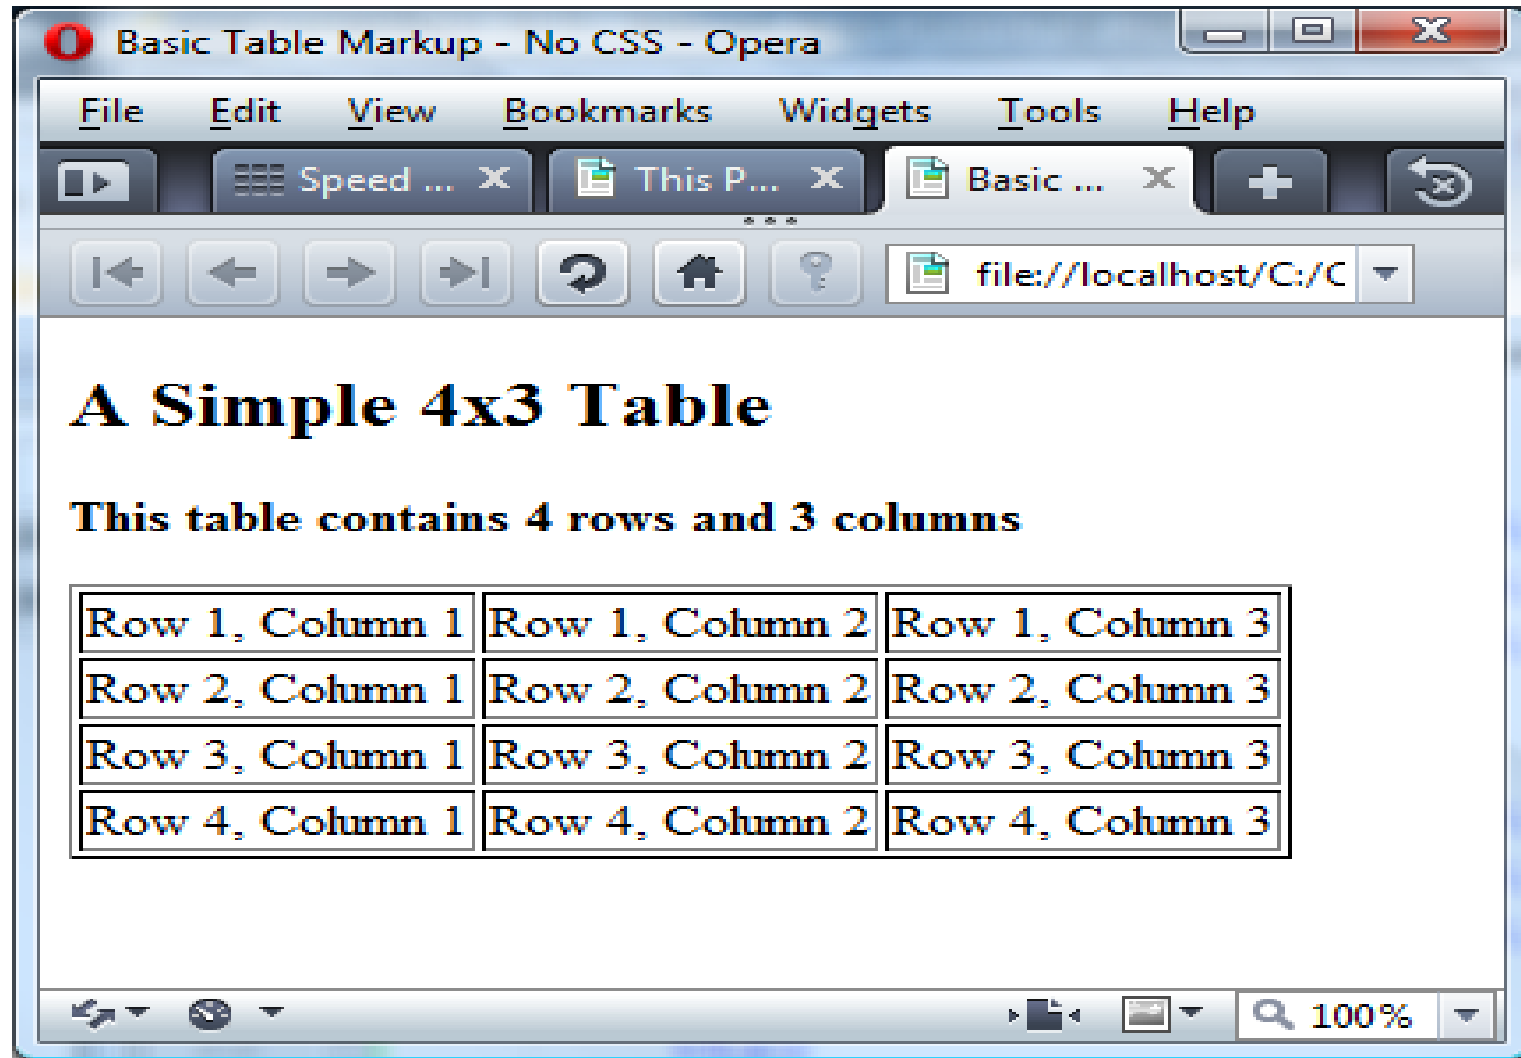 Basic Table Markup - No CSS - Opera
File Edit View Bookmarks Widgets Tools Help
Speed ... This P... Basic ...
file://localhost/C:/C
A Simple 4x3 Table
This table contains 4 rows and 3 columns
Row 1, Column 1 Row 1, Column 2 Row 1, Column 3
Row 2, Column 1 Row 2, Column 2 Row 2, Column 3
Row 3, Column 1 Row 3, Column 2 Row 3, Column 3
Row 4, Column 1 Row 4, Column 2 Row 4, Column 3
100%